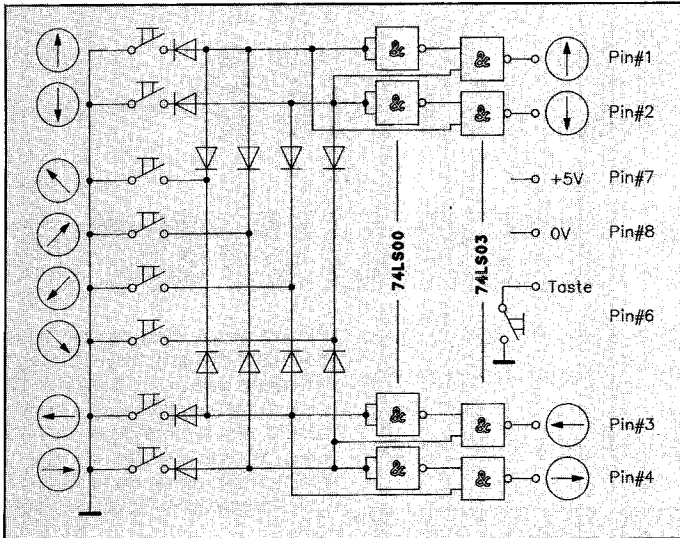 &
&
Pin#1
&
&
Pin#2
+5V
Pin#7
74LS00
74LS03
0V
Pin#8
Taste
Pin#6
&
&
Pin#3
&
&
Pin#4